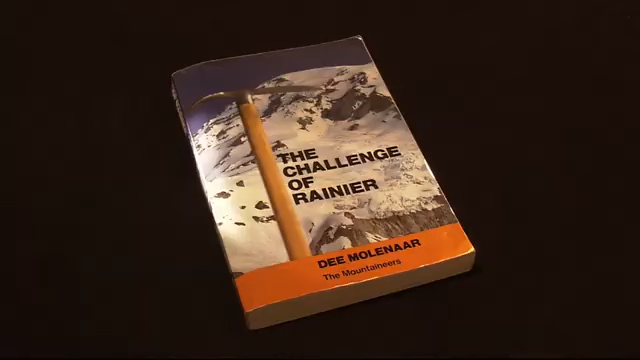 THE
CHALLENGE
OF
RAINIER
DEE MOLENAAR
The Mountaineers